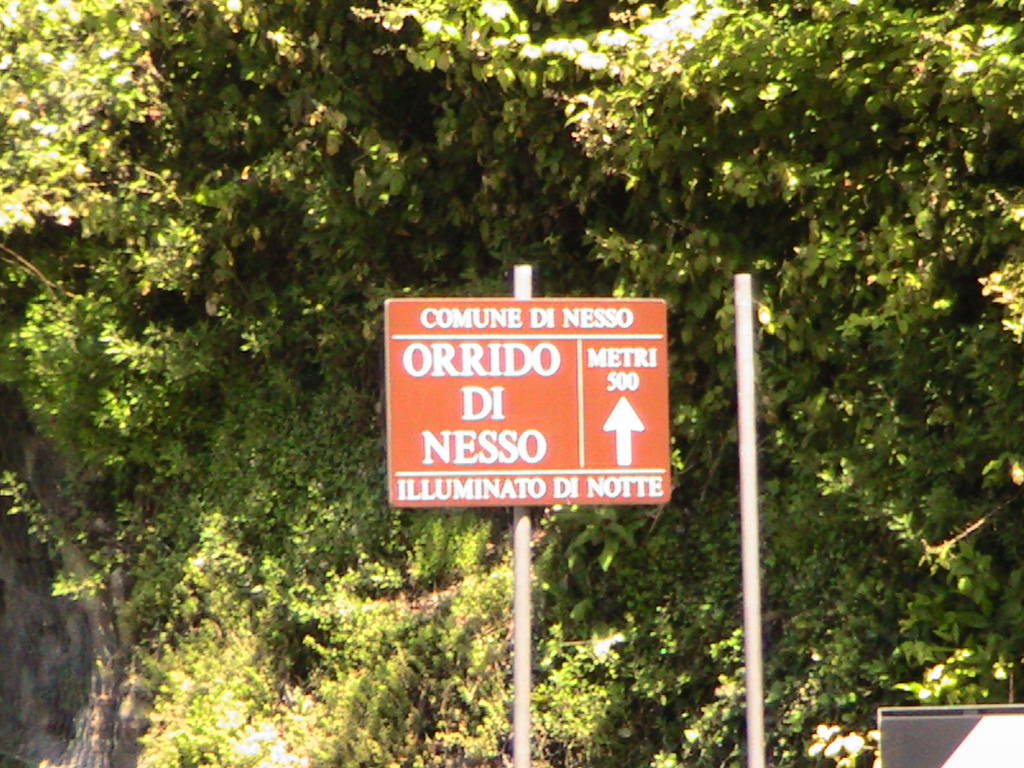 COMUNE DI NESSO
ORRIDO
DI
NESSO
METRI
500
ILLUMINATO DI NOTTE